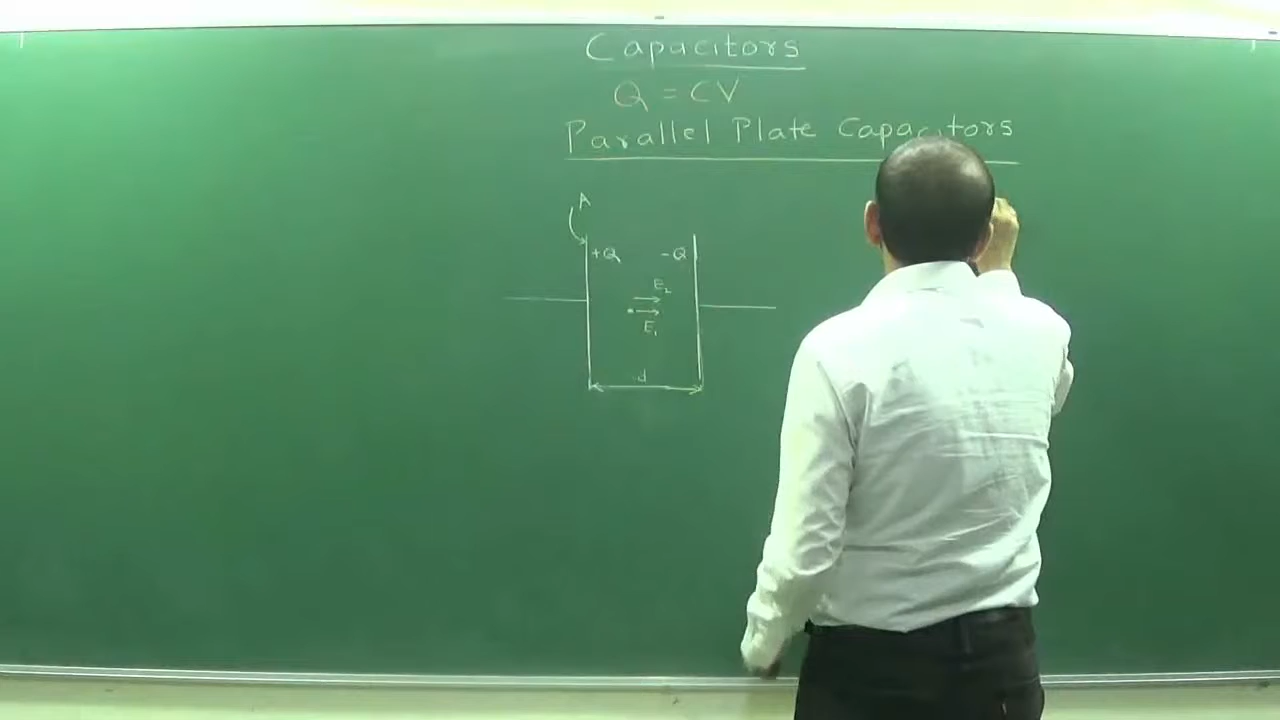 Capacitors
Q = CV
Parallel Plate Capacitors
A
+Q -Q
E₂
E₁
d